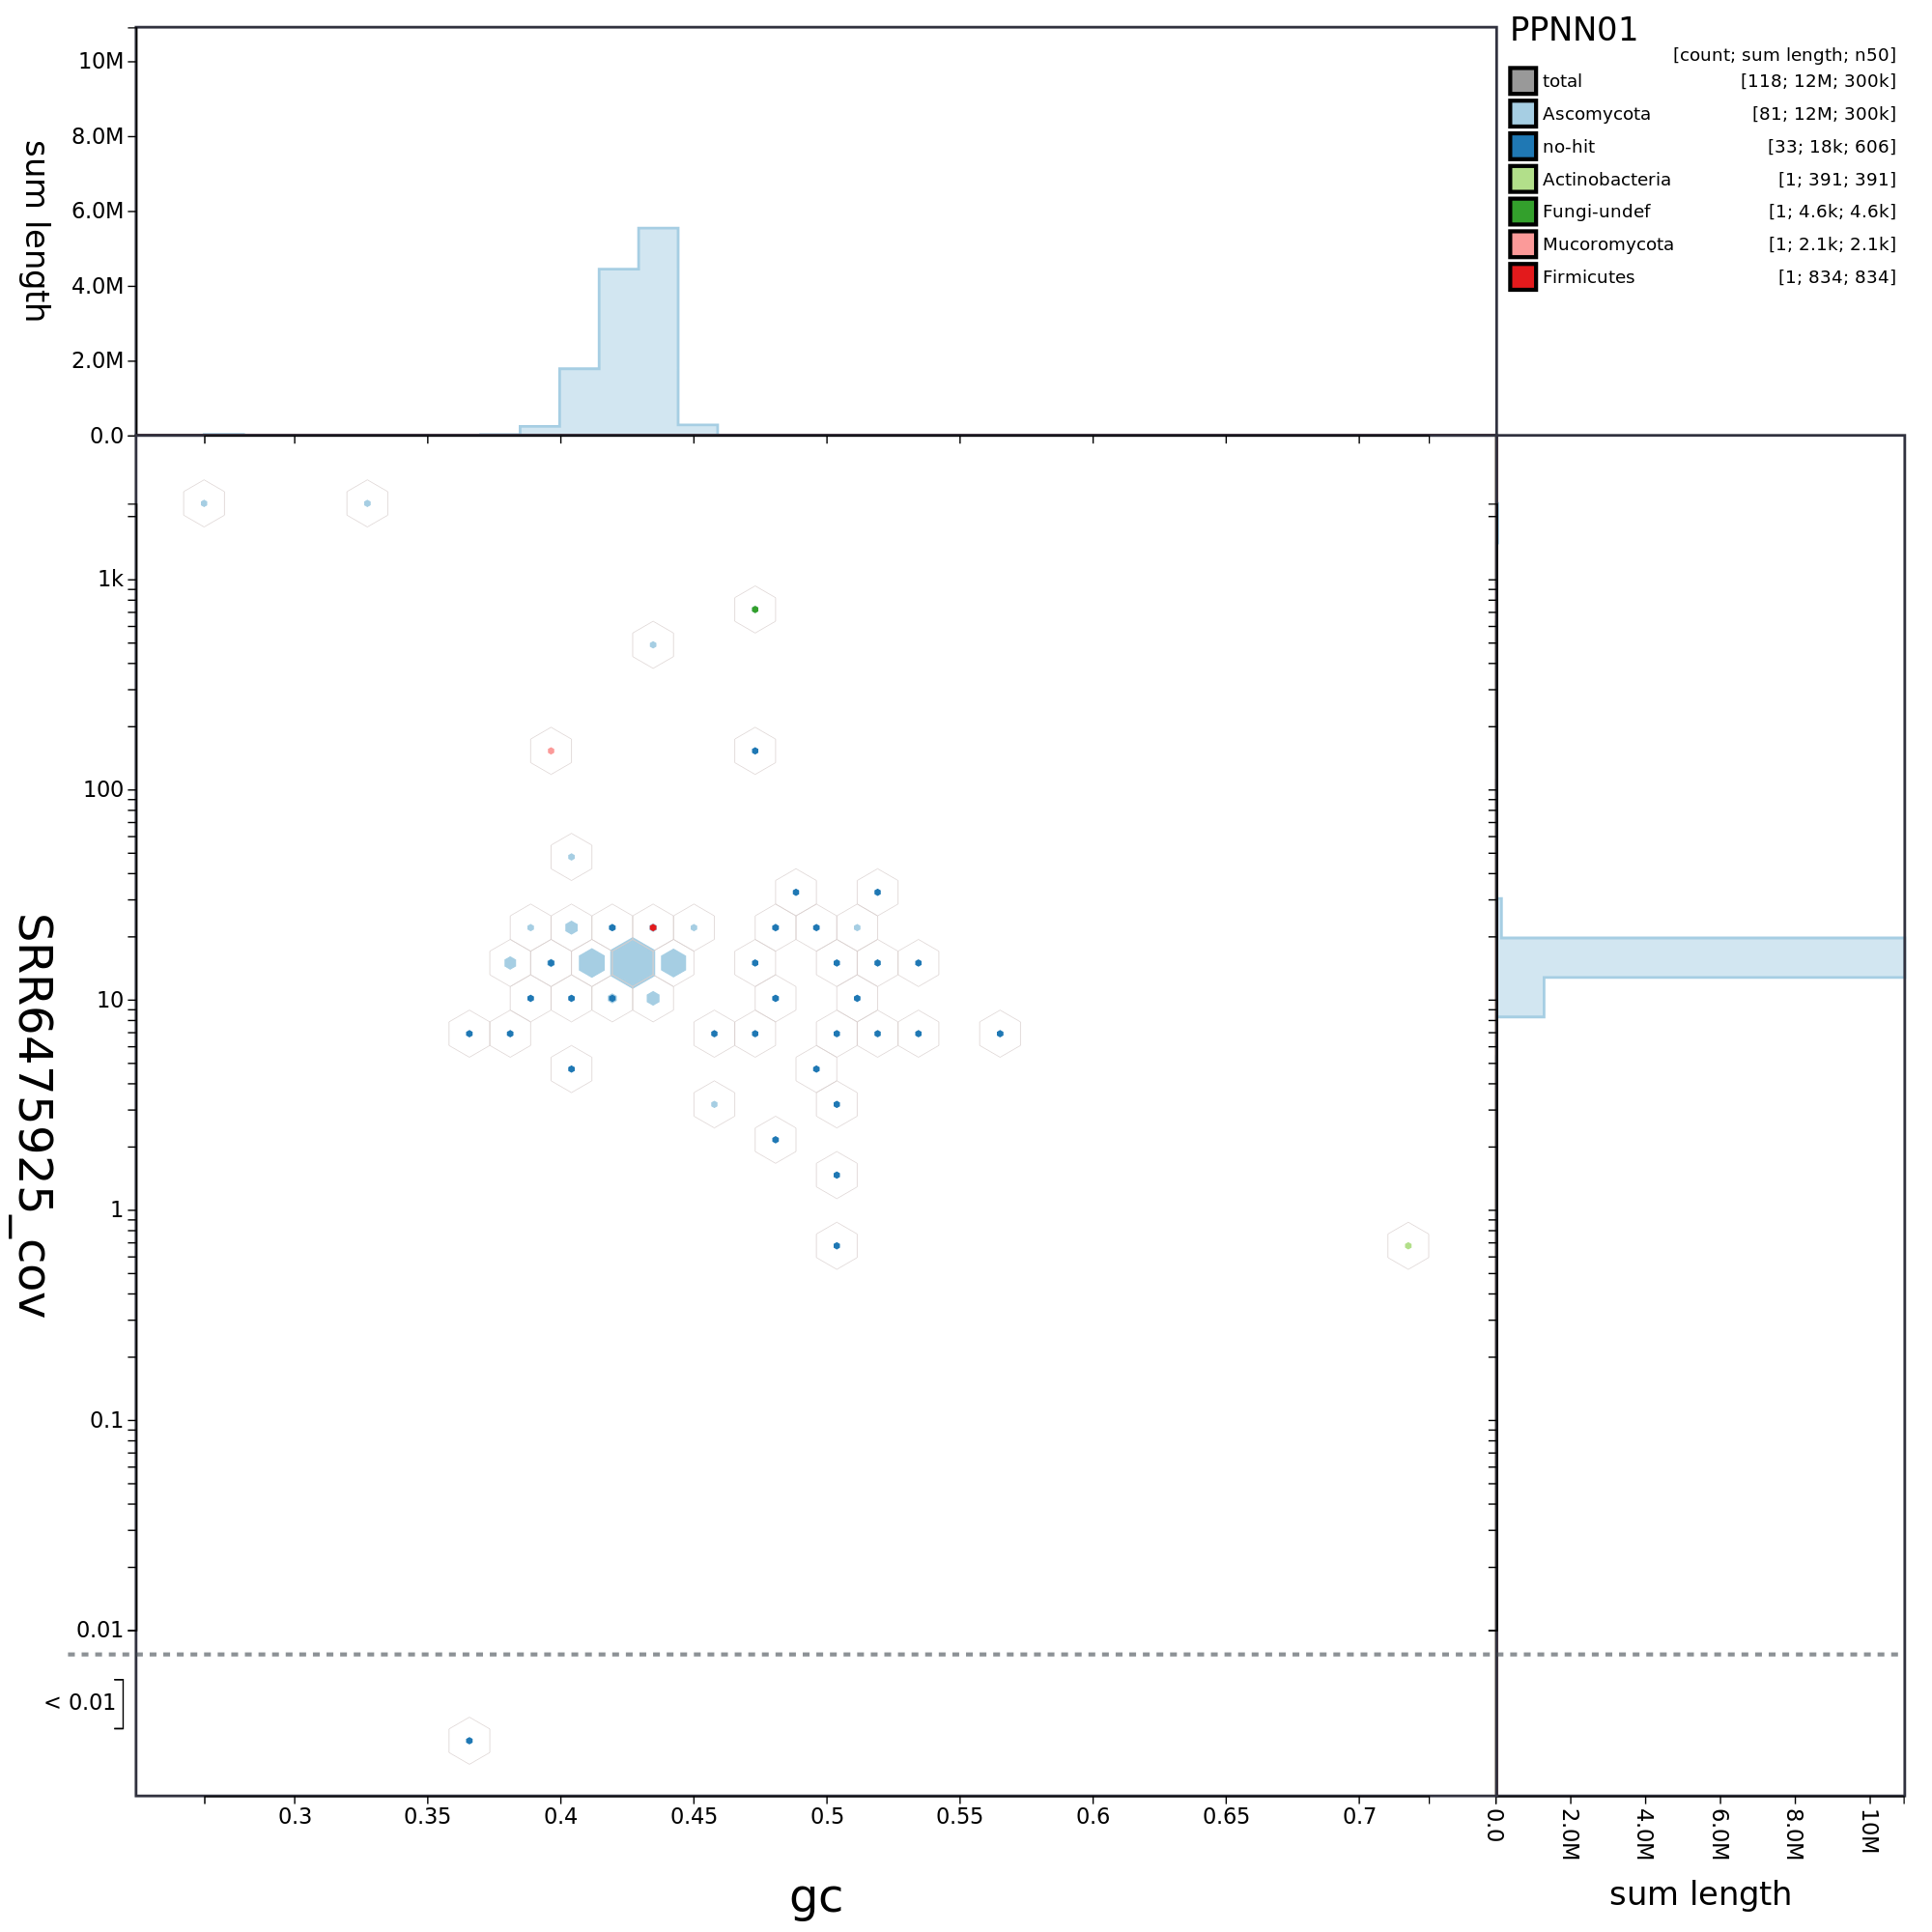 PPNN01
[count; sum length; n50]
total [118; 12M; 300k]
Ascomycota [81; 12M; 300k]
no-hit [33; 18k; 606]
Actinobacteria [1; 391; 391]
Fungi-undef [1; 4.6k; 4.6k]
Mucoromycota [1; 2.1k; 2.1k]
Firmicutes [1; 834; 834]
sum length
10M
8.0M
6.0M
4.0M
2.0M
0.0
SRR6475925_cov
1k
100
10
1
0.1
0.01
< 0.01
0.3 0.35 0.4 0.45 0.5 0.55 0.6 0.65 0.7
gc
0.0 2.0M 4.0M 6.0M 8.0M 10M
sum length